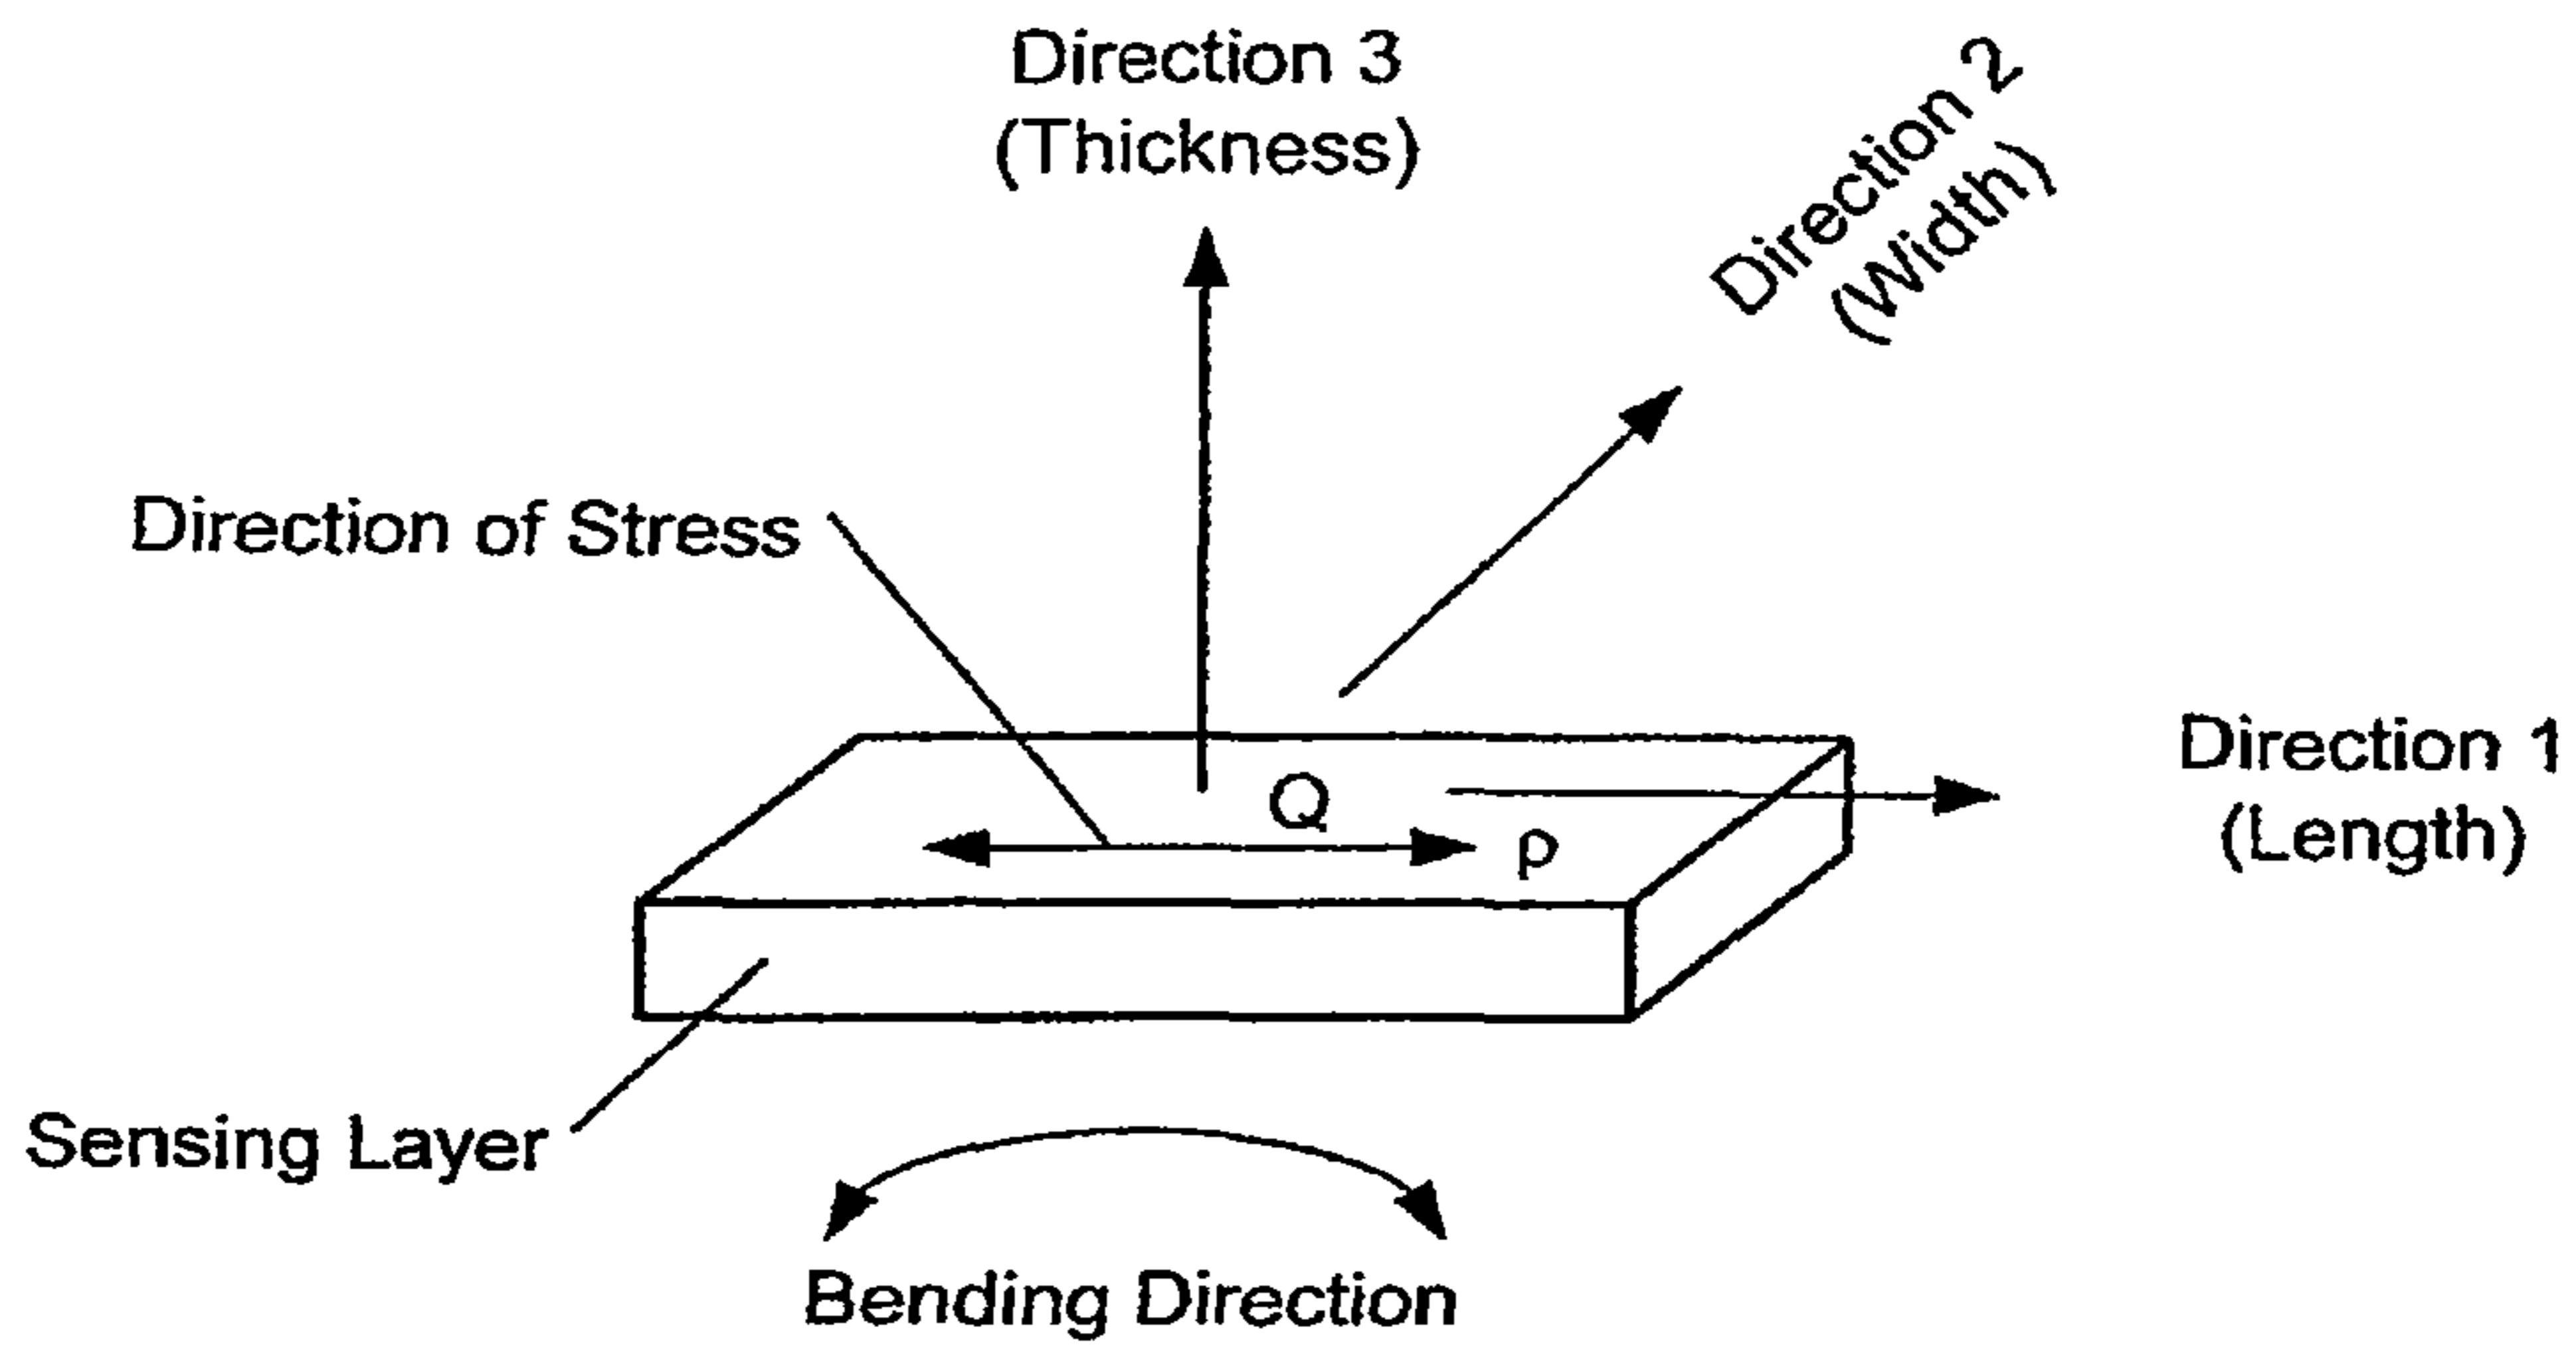 Direction 3
(Thickness)
Direction 2
(Width)
Direction of Stress
Direction 1
(Length)
Q
ρ
Sensing Layer
Bending Direction